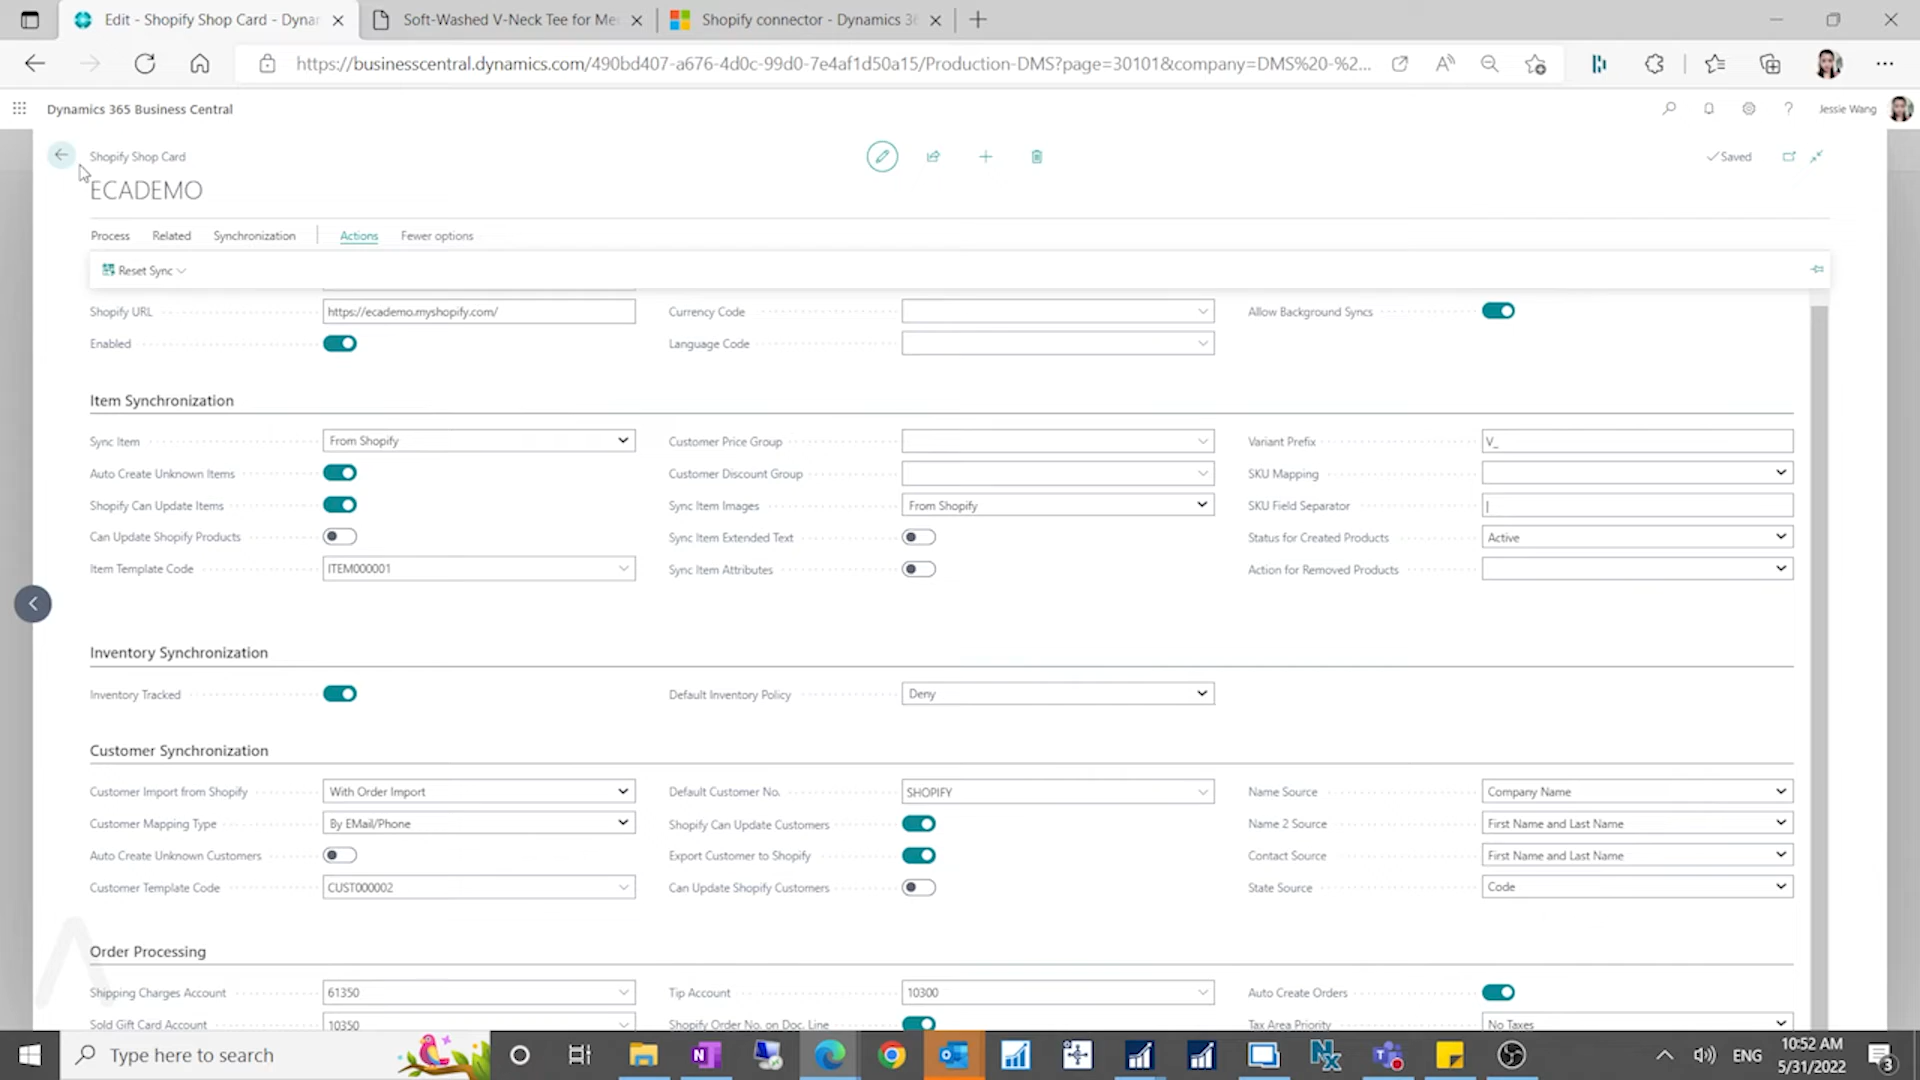 Edit - Shopify Shop Card - Dynar
Soft-Washed V-Neck Tee for Me
Shopify connector - Dynamics 36
https://businesscentral.dynamics.com/490bd407-a676-4d0c-99d0-7e4af1d50a15/Production-DMS?page=30101&company=DMS%20-%2...
Dynamics 365 Business Central
Jessie Wang
Shopify Shop Card
✓Saved
ECADEMO
Process Related Synchronization Actions Fewer options
Reset Sync
Shopify URL https://ecademo.myshopify.com/ Currency Code Allow Background Syncs
Enabled Language Code
Item Synchronization
Sync Item From Shopify Customer Price Group Variant Prefix V_
Auto Create Unknown Items Customer Discount Group SKU Mapping
Shopify Can Update Items Sync Item Images From Shopify SKU Field Separator |
Can Update Shopify Products Sync Item Extended Text Status for Created Products Active
Item Template Code ITEM000001 Sync Item Attributes Action for Removed Products
Inventory Synchronization
Inventory Tracked Default Inventory Policy Deny
Customer Synchronization
Customer Import from Shopify With Order Import Default Customer No. SHOPIFY Name Source Company Name
Customer Mapping Type By EMail/Phone Shopify Can Update Customers Name 2 Source First Name and Last Name
Auto Create Unknown Customers Export Customer to Shopify Contact Source First Name and Last Name
Customer Template Code CUST000002 Can Update Shopify Customers State Source Code
Order Processing
Shipping Charges Account 61350 Tip Account 10300 Auto Create Orders
Sold Gift Card Account 10350 Shopify Order No. on Doc. Line Tax Area Priority No Taxes
Type here to search
ENG
10:52 AM
5/31/2022
3